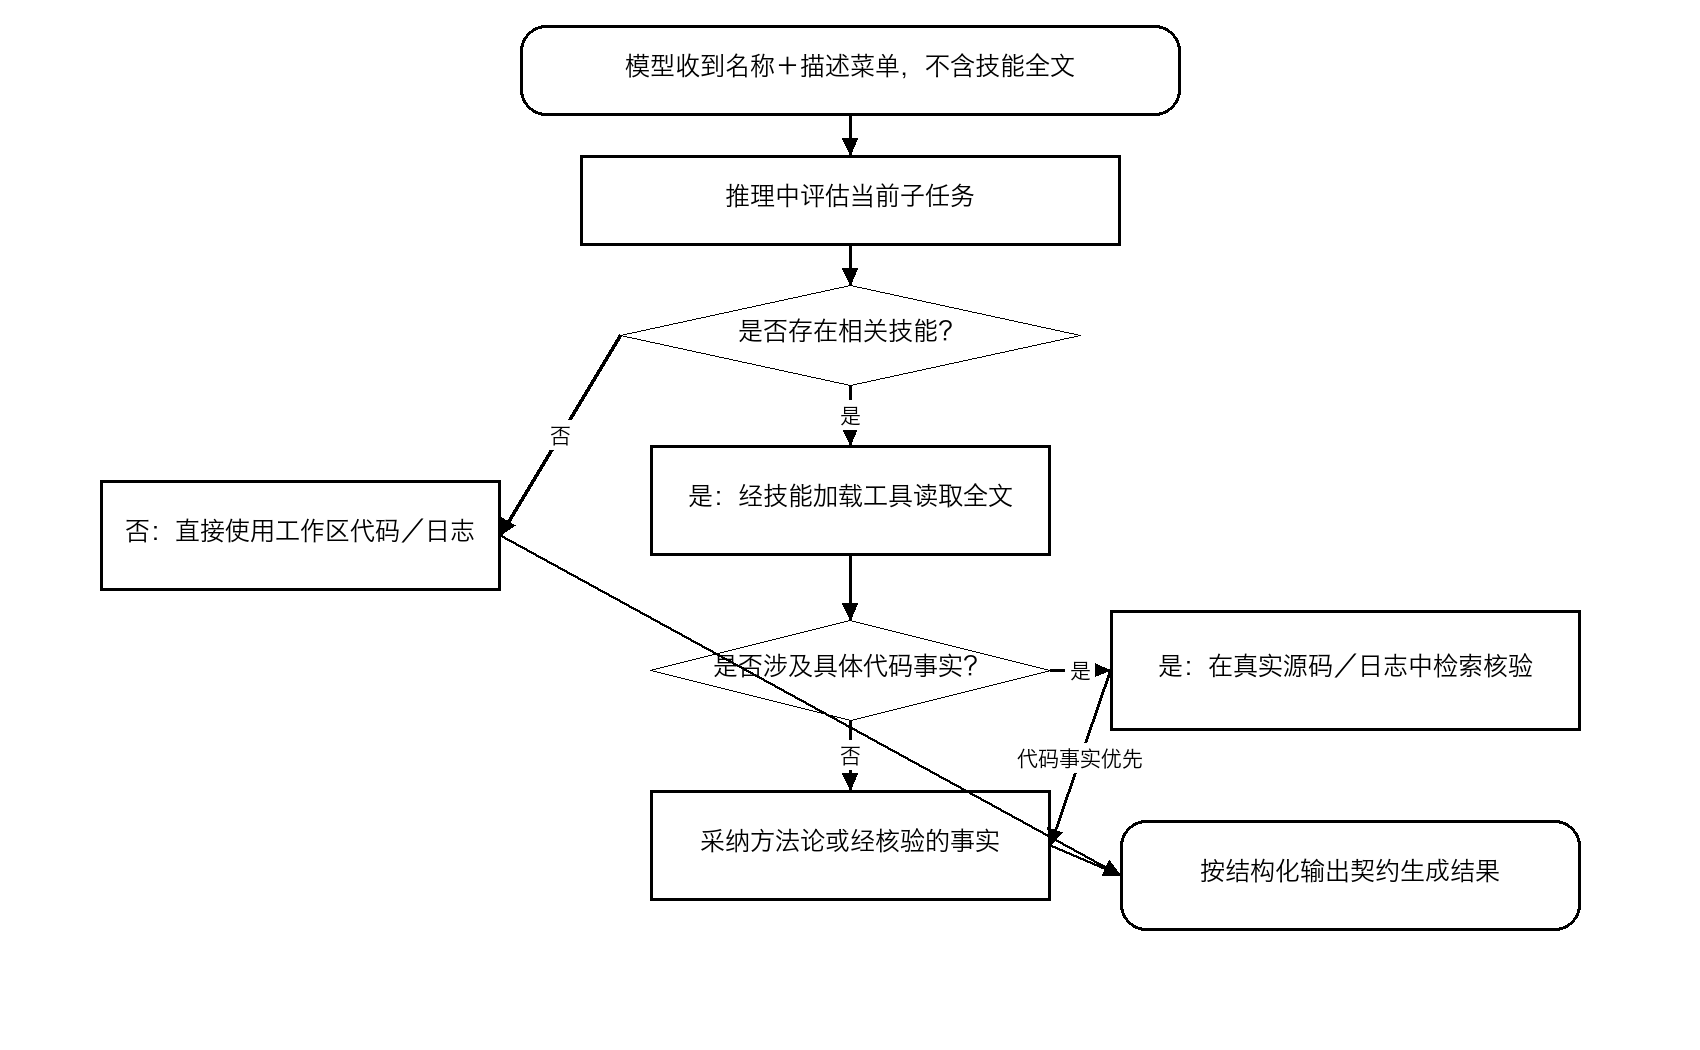 模型收到名称＋描述菜单，不含技能全文
推理中评估当前子任务
是否存在相关技能？
是
否
是：经技能加载工具读取全文
否：直接使用工作区代码／日志
是否涉及具体代码事实？
是
是：在真实源码／日志中检索核验
否
代码事实优先
采纳方法论或经核验的事实
按结构化输出契约生成结果